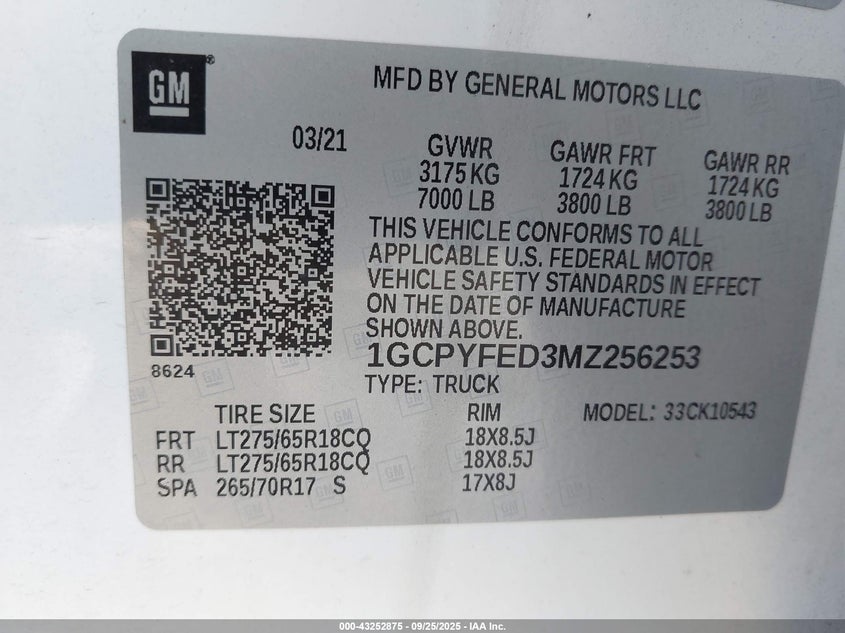 GM®
MFD BY GENERAL MOTORS LLC
03/21
GVWR
3175 KG
7000 LB
GAWR FRT
1724 KG
3800 LB
GAWR RR
1724 KG
3800 LB
THIS VEHICLE CONFORMS TO ALL
APPLICABLE U.S. FEDERAL MOTOR
VEHICLE SAFETY STANDARDS IN EFFECT
ON THE DATE OF MANUFACTURE
SHOWN ABOVE.
1GCPYFED3MZ256253
8624
TYPE: TRUCK
TIRE SIZE RIM MODEL: 33CK10543
FRT LT275/65R18CQ 18X8.5J
RR LT275/65R18CQ 18X8.5J
SPA 265/70R17 S 17X8J
000-43252875 - 09/25/2025 - IAA Inc.